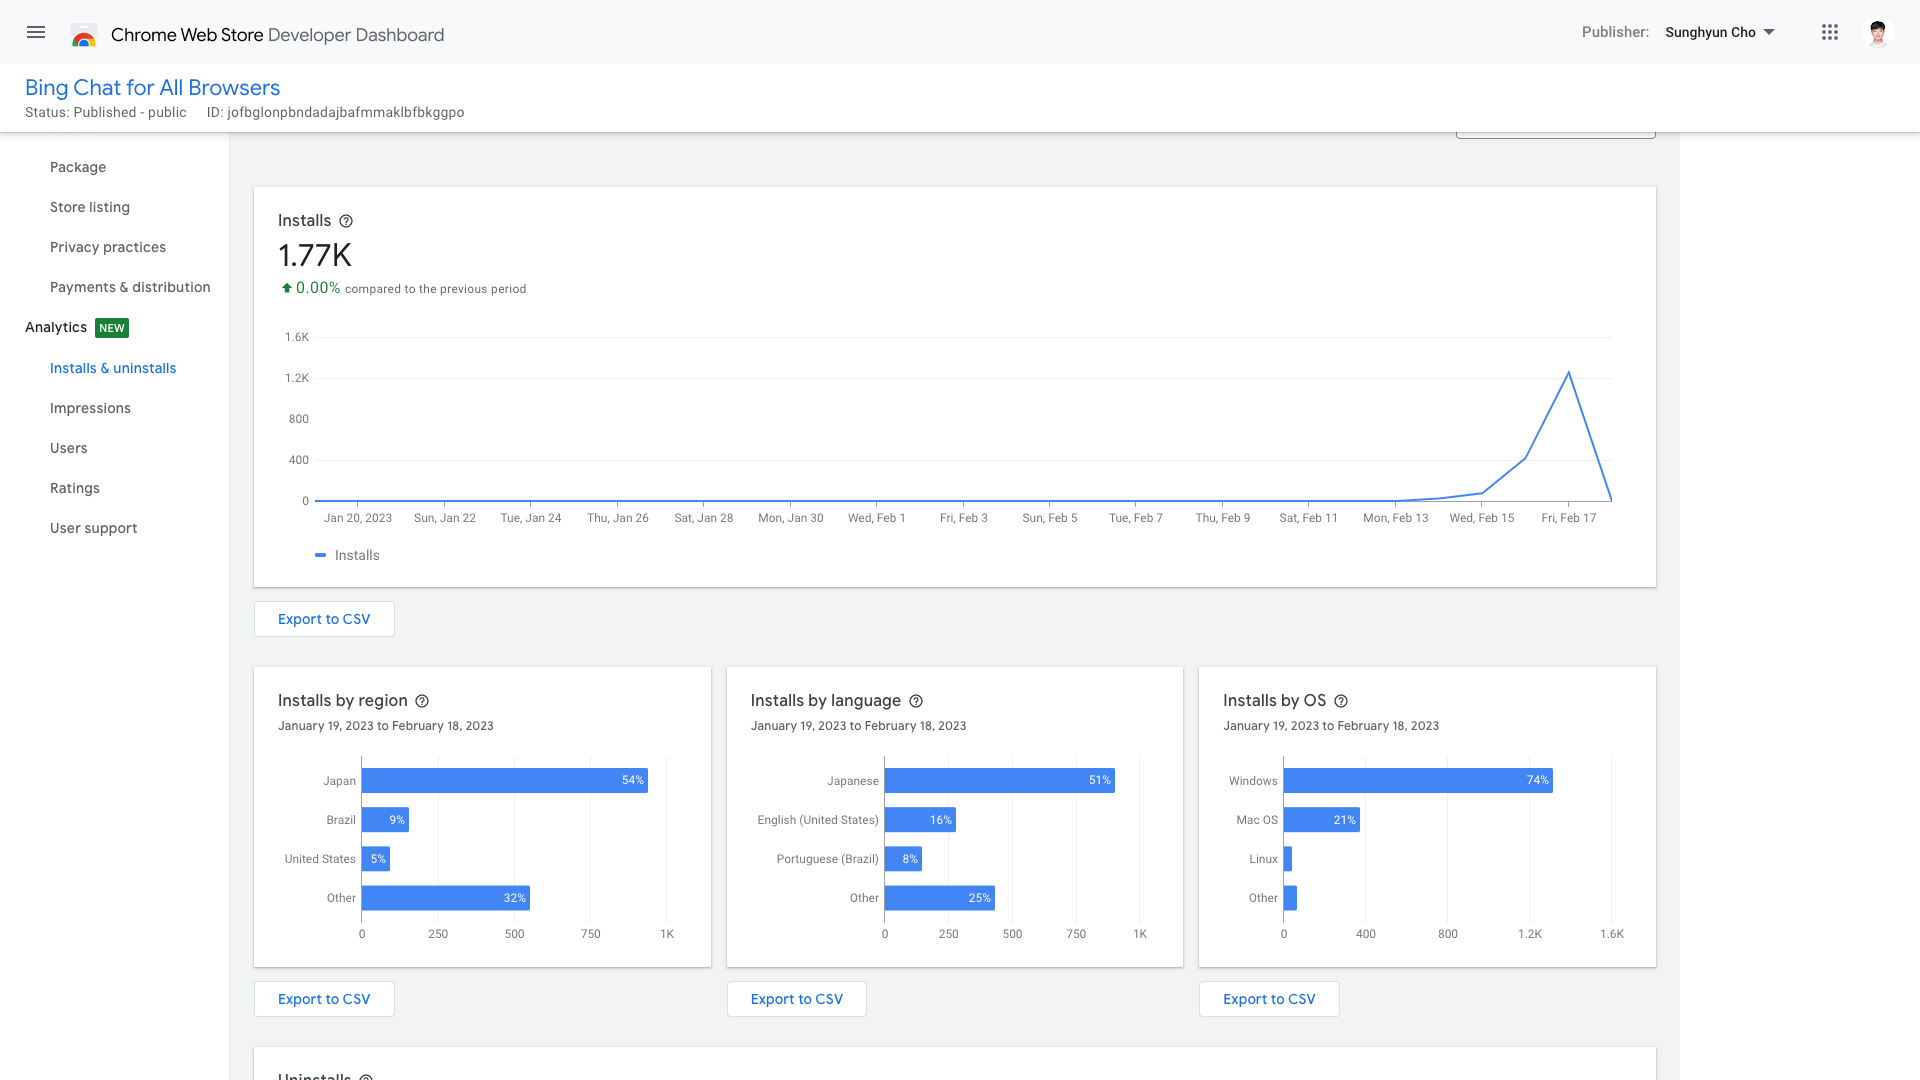 Chrome Web Store Developer Dashboard
Publisher: Sunghyun Cho
Bing Chat for All Browsers
Status: Published - public ID: jofbglonpbndadajbafmmaklbfbkggpo
Package
Store listing
Privacy practices
Payments & distribution
Analytics NEW
Installs & uninstalls
Impressions
Users
Ratings
User support
Installs
1.77K
0.00% compared to the previous period
1.6K
1.2K
800
400
0
Jan 20, 2023 Sun, Jan 22 Tue, Jan 24 Thu, Jan 26 Sat, Jan 28 Mon, Jan 30 Wed, Feb 1 Fri, Feb 3 Sun, Feb 5 Tue, Feb 7 Thu, Feb 9 Sat, Feb 11 Mon, Feb 13 Wed, Feb 15 Fri, Feb 17
Installs
Export to CSV
Installs by region
January 19, 2023 to February 18, 2023
Japan 54%
Brazil 9%
United States 5%
Other 32%
0 250 500 750 1K
Export to CSV
Installs by language
January 19, 2023 to February 18, 2023
Japanese 51%
English (United States) 16%
Portuguese (Brazil) 8%
Other 25%
0 250 500 750 1K
Export to CSV
Installs by OS
January 19, 2023 to February 18, 2023
Windows 74%
Mac OS 21%
Linux
Other
0 400 800 1.2K 1.6K
Export to CSV
Uninstalls